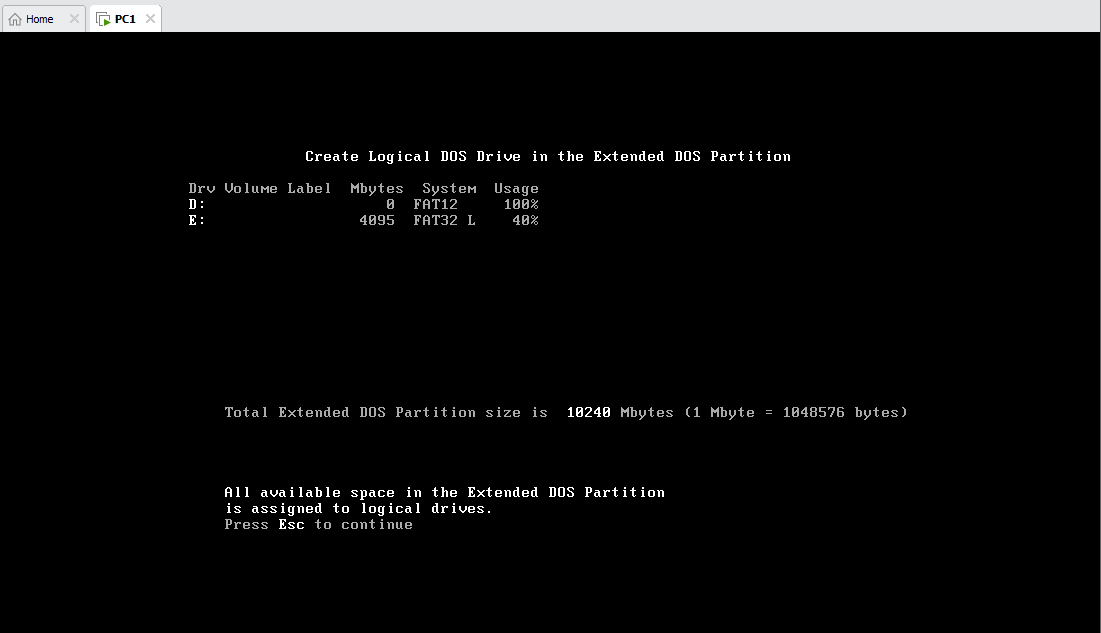 Home
PC1
Create Logical DOS Drive in the Extended DOS Partition
Drv Volume Label  Mbytes  System  Usage
D:                    0  FAT12     100%
E:                 4095  FAT32 L    40%
Total Extended DOS Partition size is  10240 Mbytes (1 Mbyte = 1048576 bytes)
All available space in the Extended DOS Partition
is assigned to logical drives.
Press Esc to continue